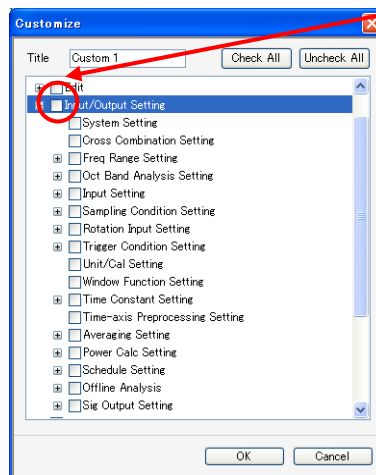 Customize
Title Custom 1 Check All Uncheck All
Edit
Input/Output Setting
System Setting
Cross Combination Setting
Freq Range Setting
Oct Band Analysis Setting
Input Setting
Sampling Condition Setting
Rotation Input Setting
Trigger Condition Setting
Unit/Cal Setting
Window Function Setting
Time Constant Setting
Time-axis Preprocessing Setting
Averaging Setting
Power Calc Setting
Schedule Setting
Offline Analysis
Sig Output Setting
OK Cancel